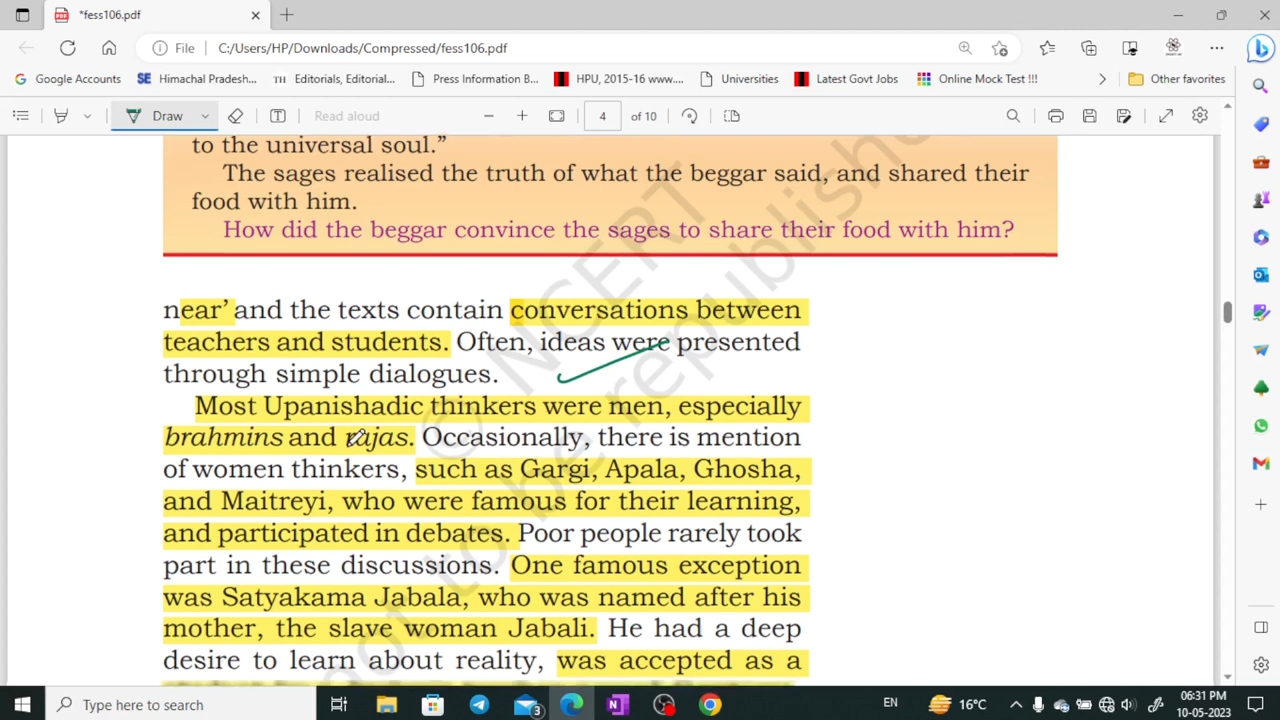 *fess106.pdf
File C:/Users/HP/Downloads/Compressed/fess106.pdf
Google Accounts SE Himachal Pradesh... TH Editorials, Editorial... Press Information B... HPU, 2015-16 www.... Universities Latest Govt Jobs Online Mock Test !!! Other favorites
Draw Read aloud 4 of 10
to the universal soul.”
The sages realised the truth of what the beggar said, and shared their
food with him.
How did the beggar convince the sages to share their food with him?
near’ and the texts contain conversations between
teachers and students. Often, ideas were presented
through simple dialogues.
Most Upanishadic thinkers were men, especially
brahmins and rajas. Occasionally, there is mention
of women thinkers, such as Gargi, Apala, Ghosha,
and Maitreyi, who were famous for their learning,
and participated in debates. Poor people rarely took
part in these discussions. One famous exception
was Satyakama Jabala, who was named after his
mother, the slave woman Jabali. He had a deep
desire to learn about reality, was accepted as a
© NCERT
not to be republished
Type here to search 3 EN 16°C 06:31 PM
10-05-2023